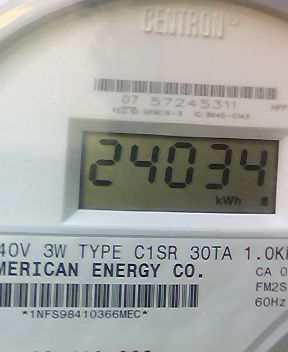 CENTRON®
07 57245311
24034
kWh
40V 3W TYPE C1SR 30TA 1.0K
MERICAN ENERGY CO.
CA 0
FM2S
60Hz
*1NFS98410366MEC*